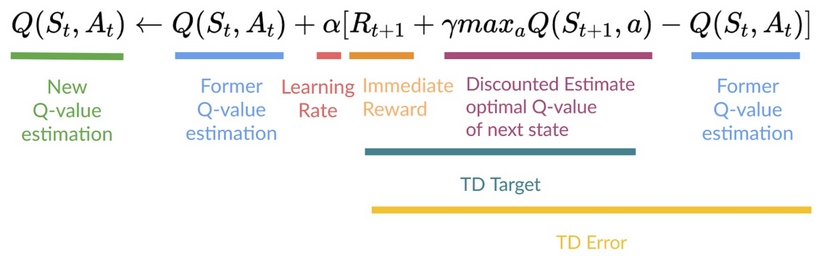 Q(S_t, A_t) ← Q(S_t, A_t) + α[R_{t+1} + γmax_aQ(S_{t+1}, a) − Q(S_t, A_t)]
New
Q-value
estimation
Former
Q-value
estimation
Learning
Rate
Immediate
Reward
Discounted Estimate
optimal Q-value
of next state
Former
Q-value
estimation
TD Target
TD Error